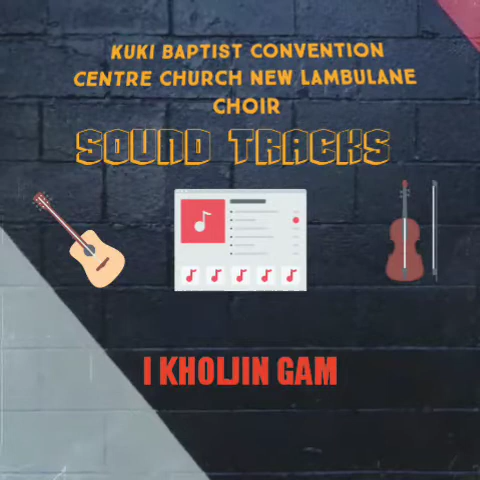 KUKI BAPTIST CONVENTION
CENTRE CHURCH NEW LAMBULANE
CHOIR
SOUND TRACKS
I KHOLJIN GAM